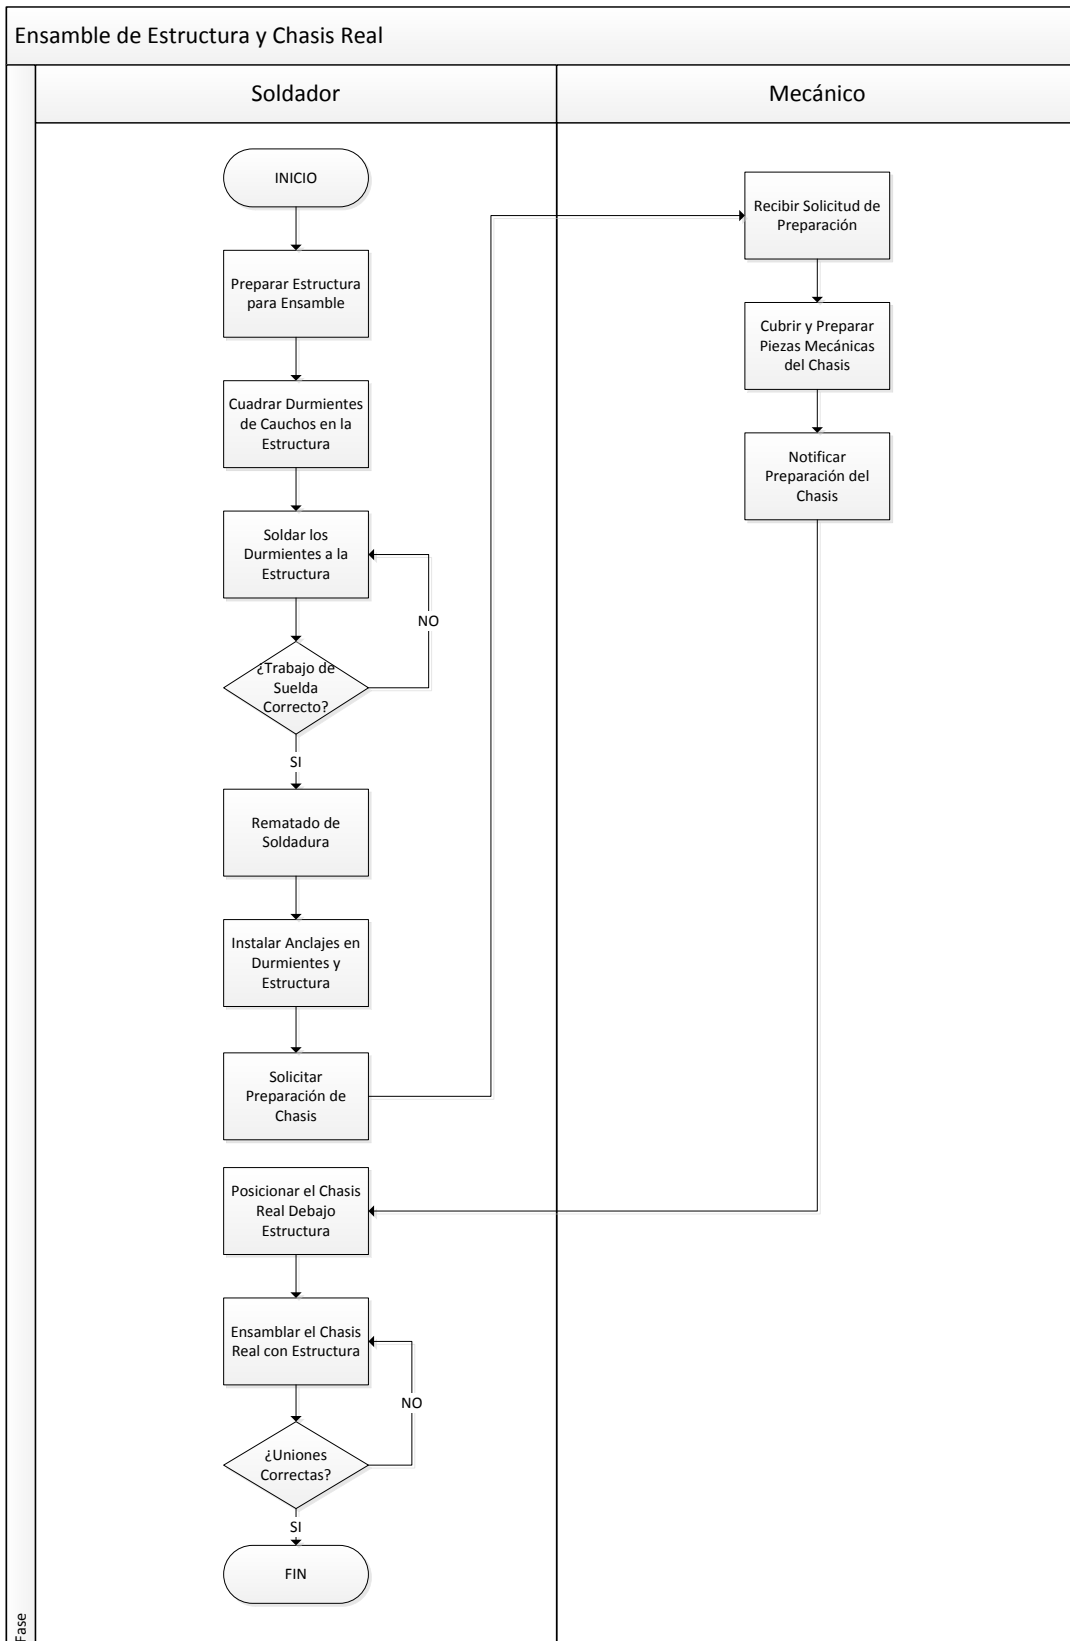 Ensamble de Estructura y Chasis Real
Soldador
Mecánico
INICIO
Preparar Estructura
para Ensamble
Cuadrar Durmientes
de Cauchos en la
Estructura
Soldar los
Durmientes a la
Estructura
NO
¿Trabajo de
Suelda
Correcto?
SI
Rematado de
Soldadura
Instalar Anclajes en
Durmientes y
Estructura
Solicitar
Preparación de
Chasis
Recibir Solicitud de
Preparación
Cubrir y Preparar
Piezas Mecánicas
del Chasis
Notificar
Preparación del
Chasis
Posicionar el Chasis
Real Debajo
Estructura
Ensamblar el Chasis
Real con Estructura
NO
¿Uniones
Correctas?
SI
FIN
Fase